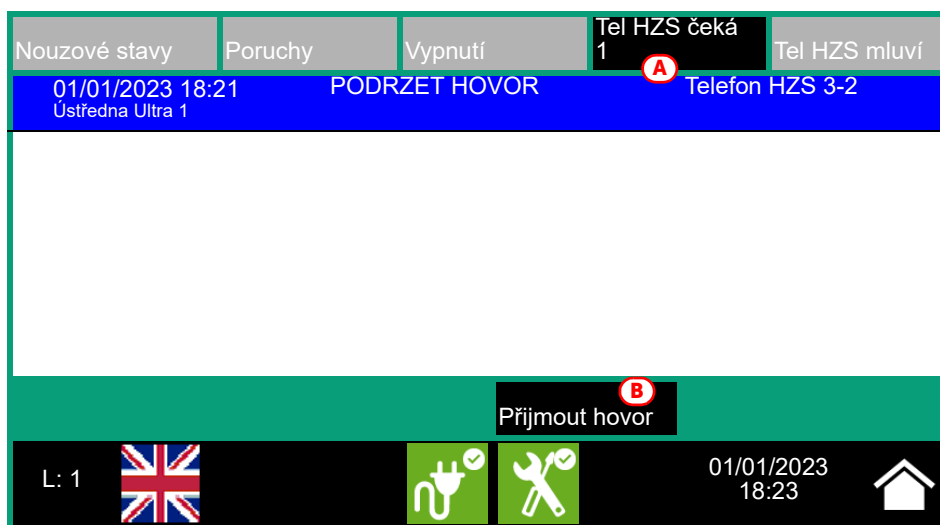 Nouzové stavy
Poruchy
Vypnutí
Tel HZS čeká
1
Tel HZS mluví
A
01/01/2023 18:21
PODRZET HOVOR
Telefon HZS 3-2
Ústředna Ultra 1
B
Přijmout hovor
L: 1
01/01/2023
18:23